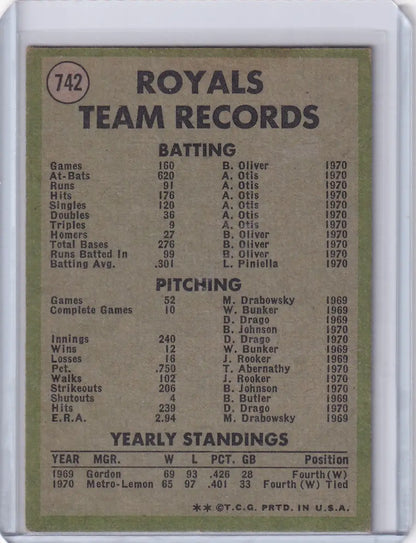 742
ROYALS
TEAM RECORDS
BATTING
Games 160 B. Oliver 1970
At-Bats 620 A. Otis 1970
Runs 91 A. Otis 1970
Hits 176 A. Otis 1970
Singles 120 A. Otis 1970
Doubles 36 A. Otis 1970
Triples 9 A. Otis 1970
Homers 27 B. Oliver 1970
Total Bases 276 B. Oliver 1970
Runs Batted In 99 B. Oliver 1970
Batting Avg. .301 L. Piniella 1970
PITCHING
Games 52 M. Drabowsky 1969
Complete Games 10 W. Bunker 1969
D. Drago 1970
B. Johnson 1970
Innings 240 D. Drago 1970
Wins 12 W. Bunker 1969
Losses 16 J. Rooker 1969
Pct. .750 T. Abernathy 1970
Walks 102 J. Rooker 1970
Strikeouts 206 B. Johnson 1970
Shutouts 4 B. Butler 1969
Hits 239 D. Drago 1970
E.R.A. 2.94 M. Drabowsky 1969
YEARLY STANDINGS
YEAR MGR. W L PCT. GB Position
1969 Gordon 69 93 .426 28 Fourth (W)
1970 Metro-Lemon 65 97 .401 33 Fourth (W) Tied
** ©T.C.G. PRTD. IN U.S.A.